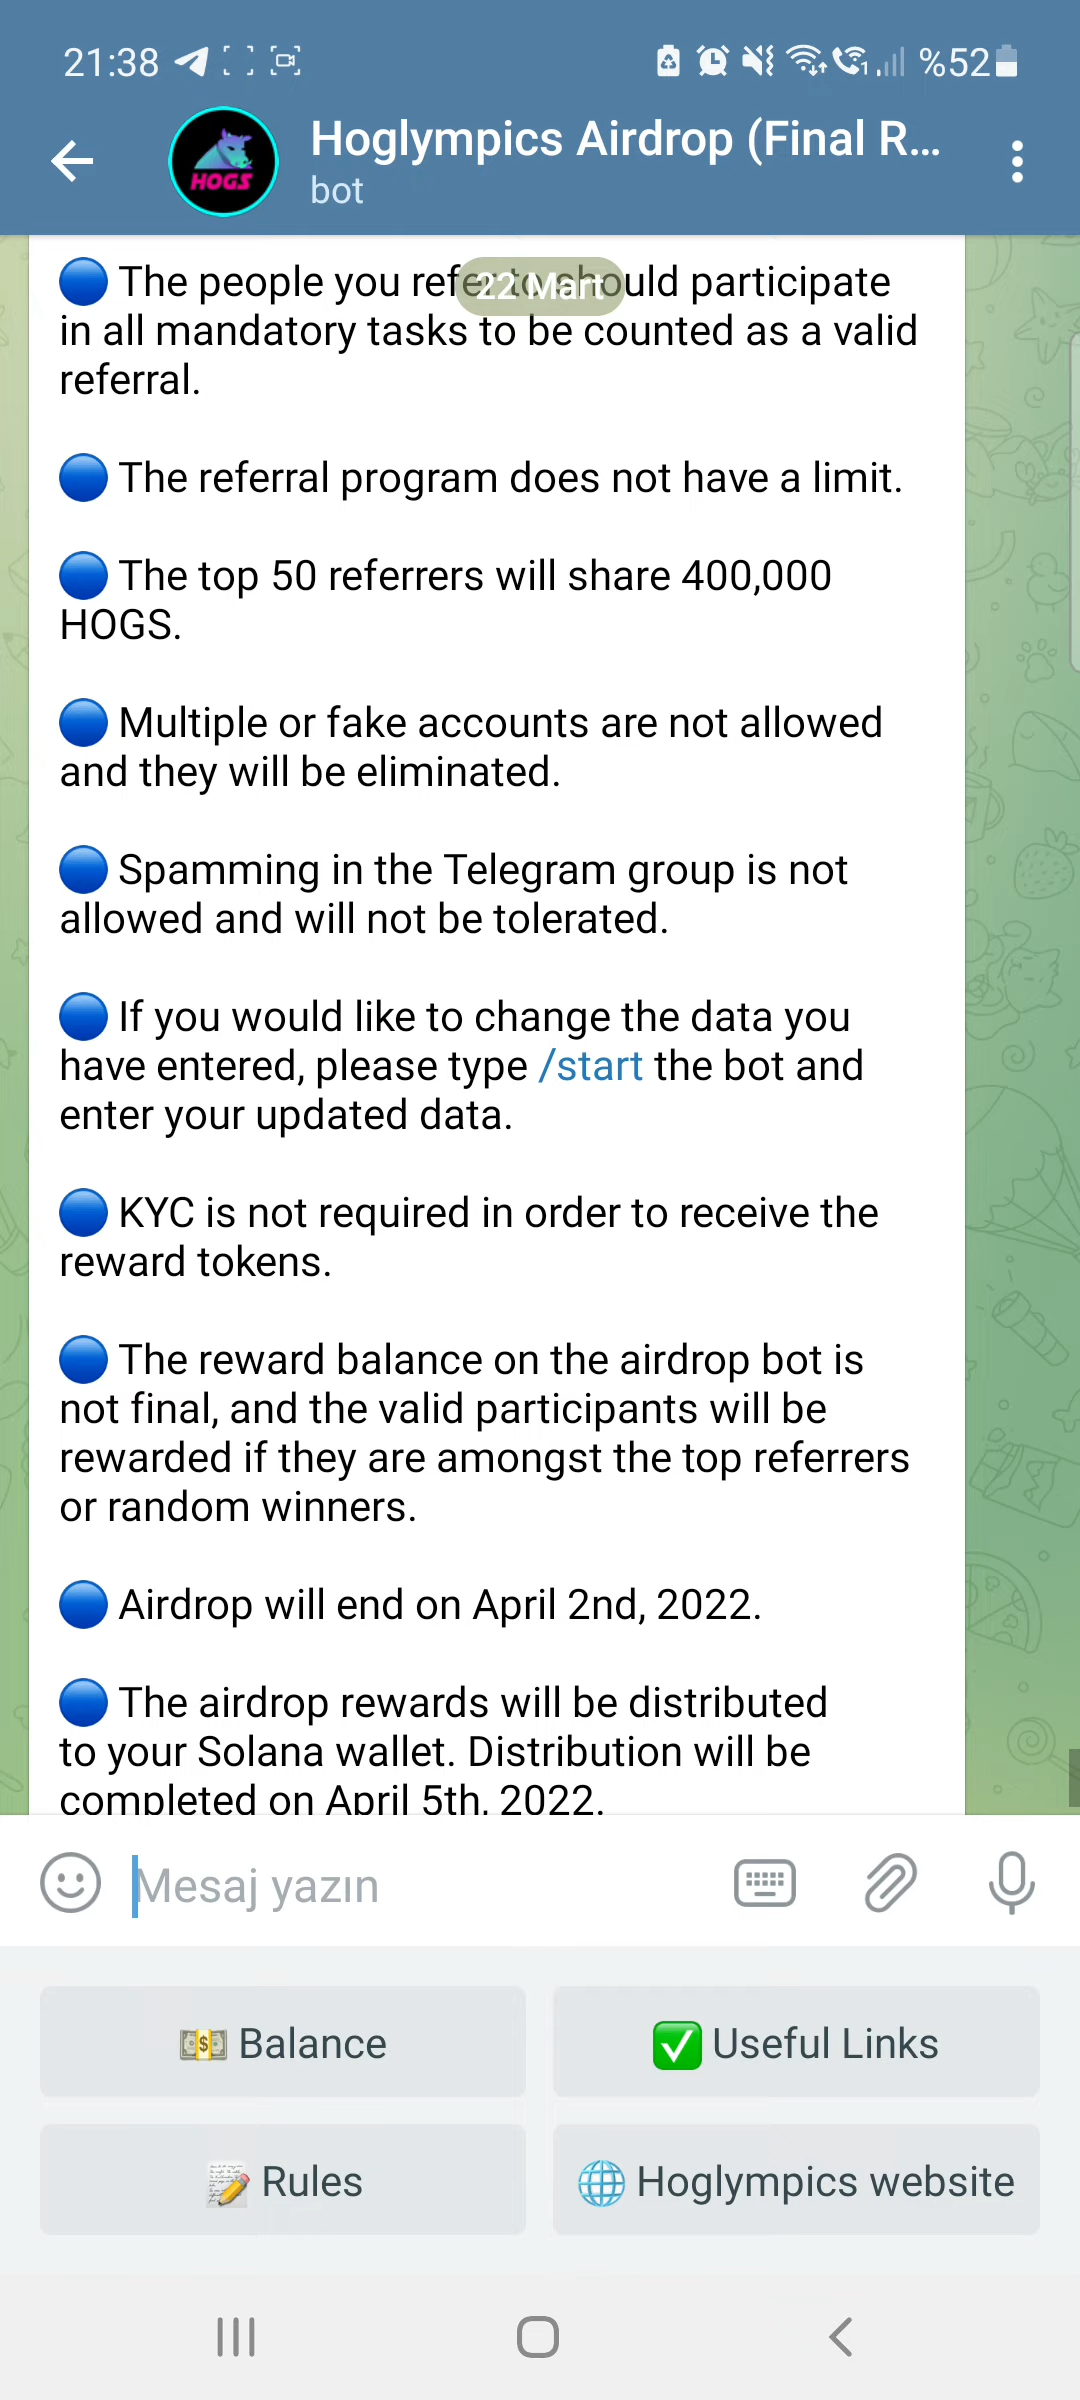 21:38
%52
Hoglympics Airdrop (Final R...
bot
HOGS
22 Mart
🔵 The people you refer to should participate
in all mandatory tasks to be counted as a valid
referral.
🔵 The referral program does not have a limit.
🔵 The top 50 referrers will share 400,000
HOGS.
🔵 Multiple or fake accounts are not allowed
and they will be eliminated.
🔵 Spamming in the Telegram group is not
allowed and will not be tolerated.
🔵 If you would like to change the data you
have entered, please type /start the bot and
enter your updated data.
🔵 KYC is not required in order to receive the
reward tokens.
🔵 The reward balance on the airdrop bot is
not final, and the valid participants will be
rewarded if they are amongst the top referrers
or random winners.
🔵 Airdrop will end on April 2nd, 2022.
🔵 The airdrop rewards will be distributed
to your Solana wallet. Distribution will be
completed on April 5th, 2022.
Mesaj yazın
💵 Balance
✅ Useful Links
📝 Rules
🌐 Hoglympics website